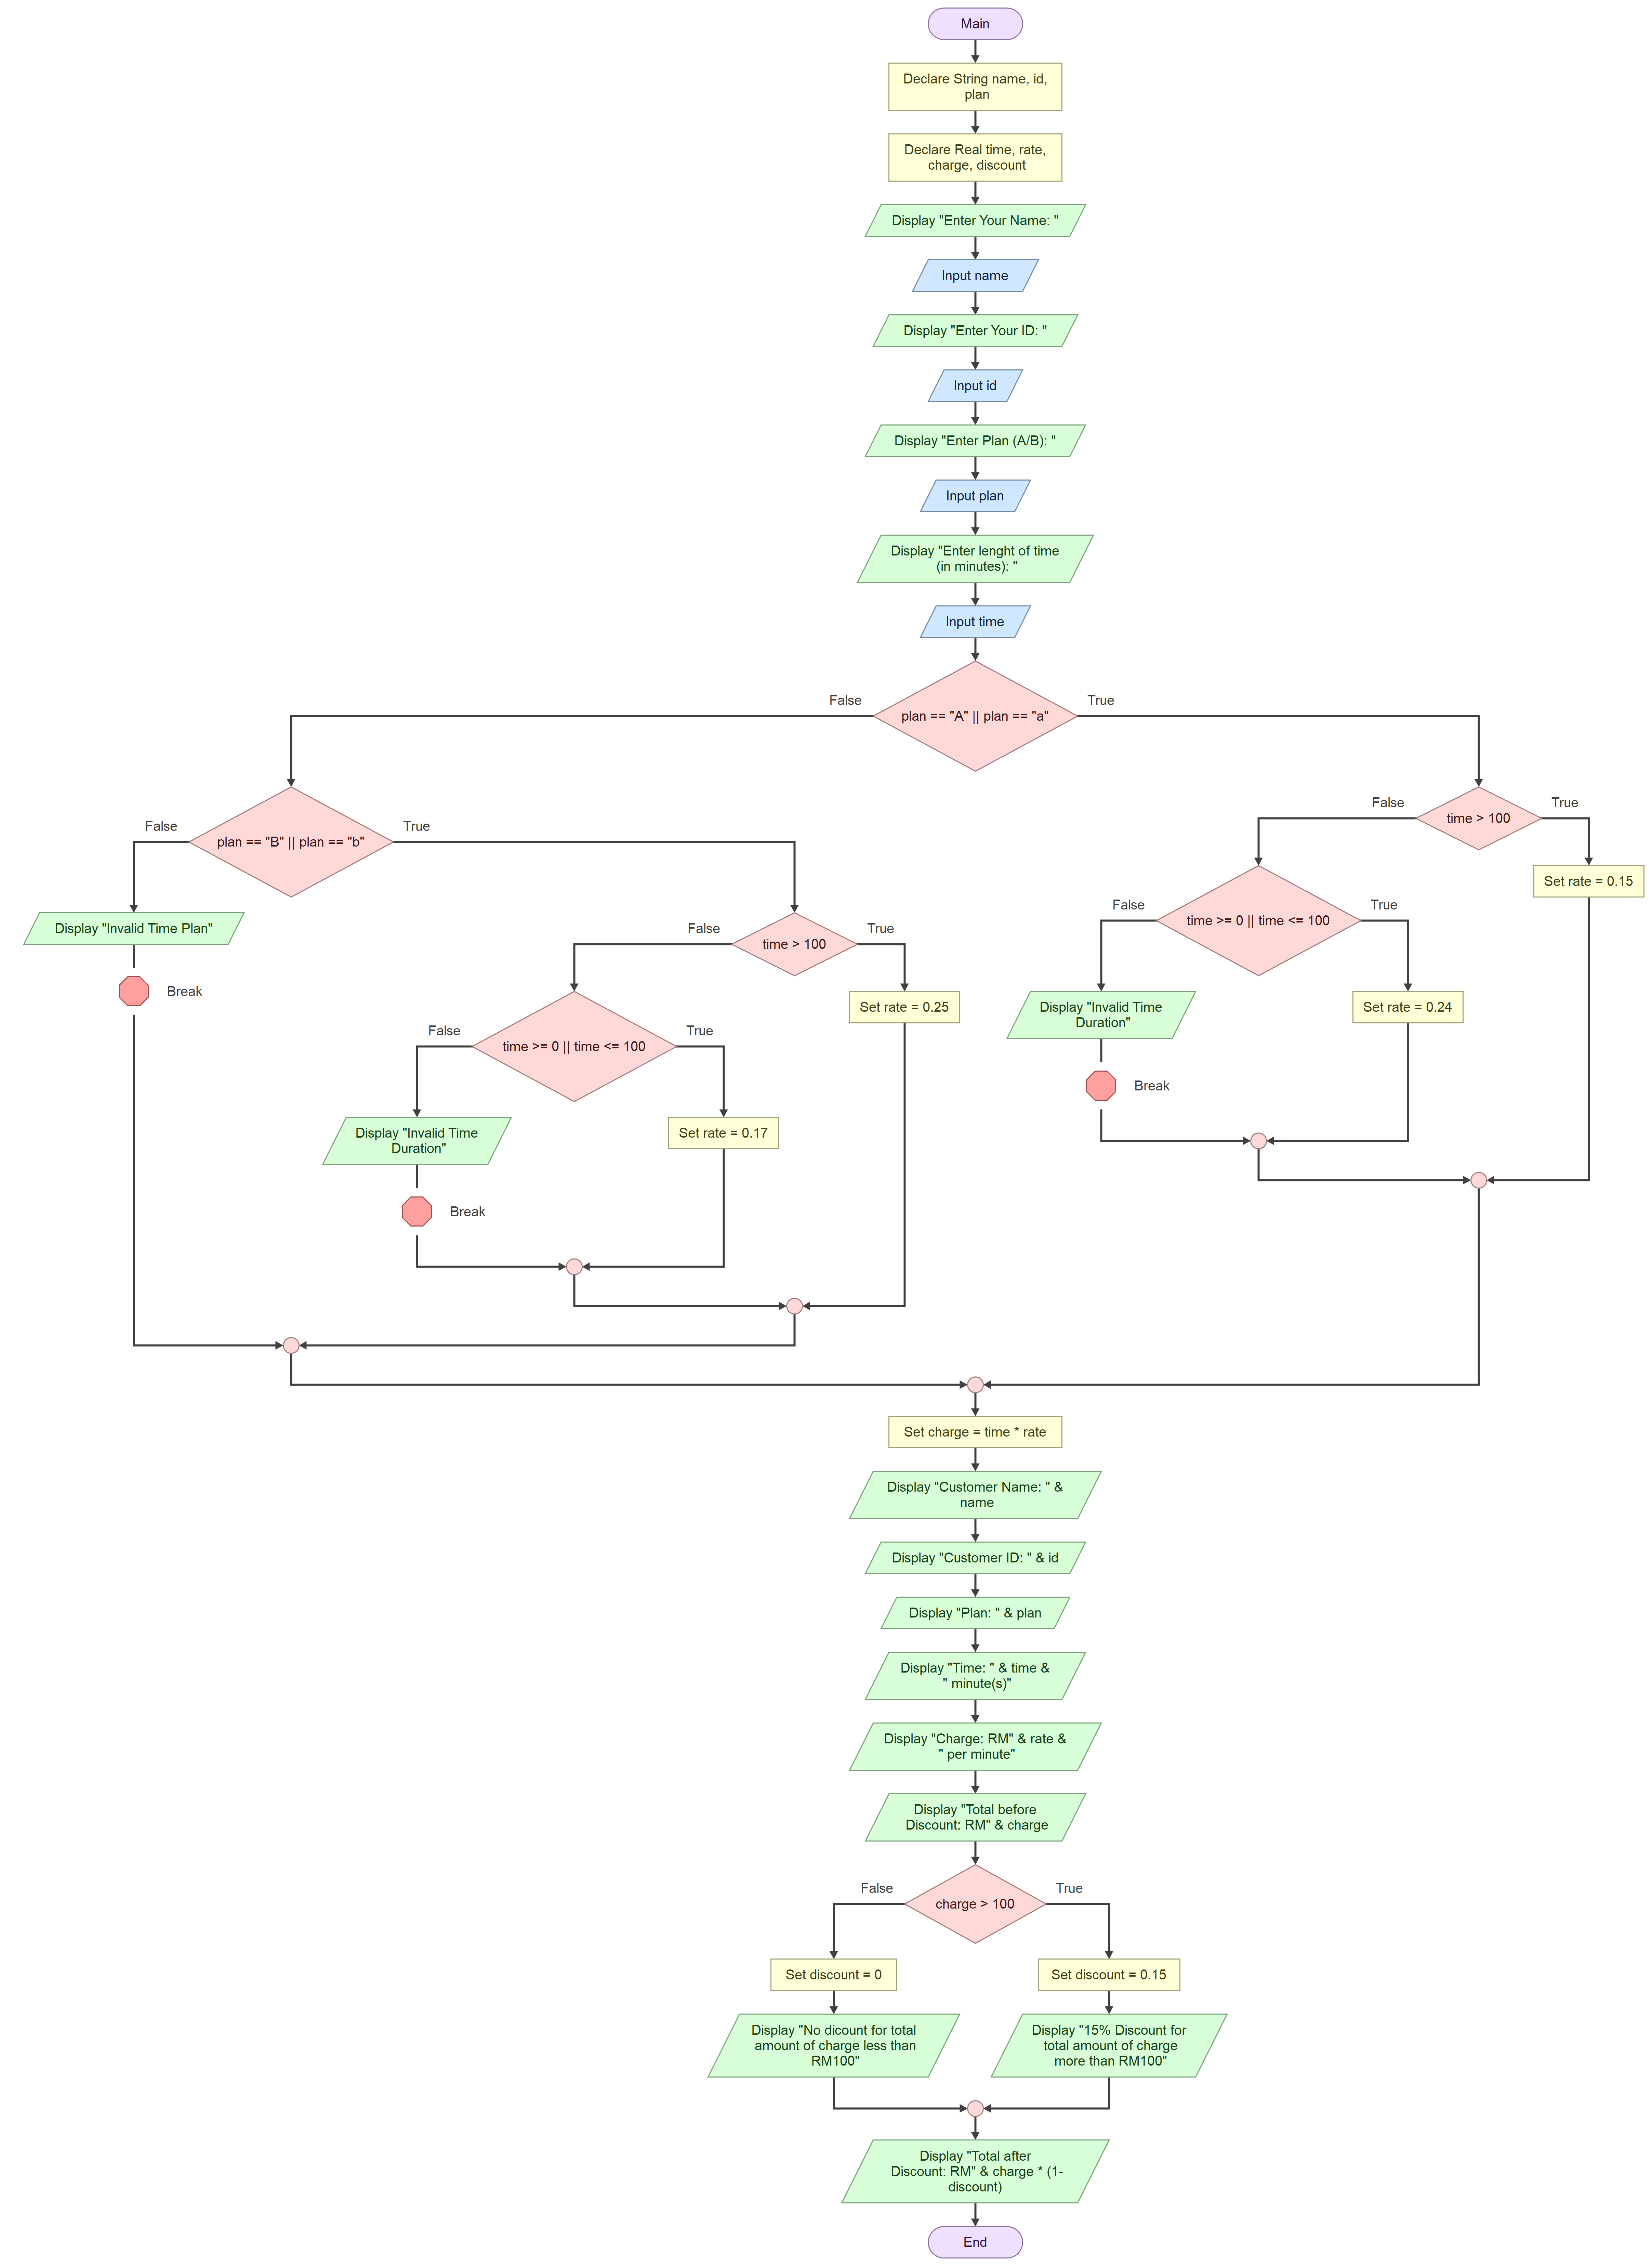 Main
Declare String name, id,
plan
Declare Real time, rate,
charge, discount
Display "Enter Your Name: "
Input name
Display "Enter Your ID: "
Input id
Display "Enter Plan (A/B): "
Input plan
Display "Enter lenght of time
(in minutes): "
Input time
False
True
plan == "A" || plan == "a"
False
True
plan == "B" || plan == "b"
False
True
time > 100
Display "Invalid Time Plan"
Break
False
True
time > 100
Set rate = 0.15
False
True
time >= 0 || time <= 100
Set rate = 0.25
Display "Invalid Time
Duration"
Break
Set rate = 0.24
False
True
time >= 0 || time <= 100
Display "Invalid Time
Duration"
Break
Set rate = 0.17
Set charge = time * rate
Display "Customer Name: " &
name
Display "Customer ID: " & id
Display "Plan: " & plan
Display "Time: " & time &
" minute(s)"
Display "Charge: RM" & rate &
" per minute"
Display "Total before
Discount: RM" & charge
False
True
charge > 100
Set discount = 0
Display "No dicount for total
amount of charge less than
RM100"
Set discount = 0.15
Display "15% Discount for
total amount of charge
more than RM100"
Display "Total after
Discount: RM" & charge * (1-
discount)
End